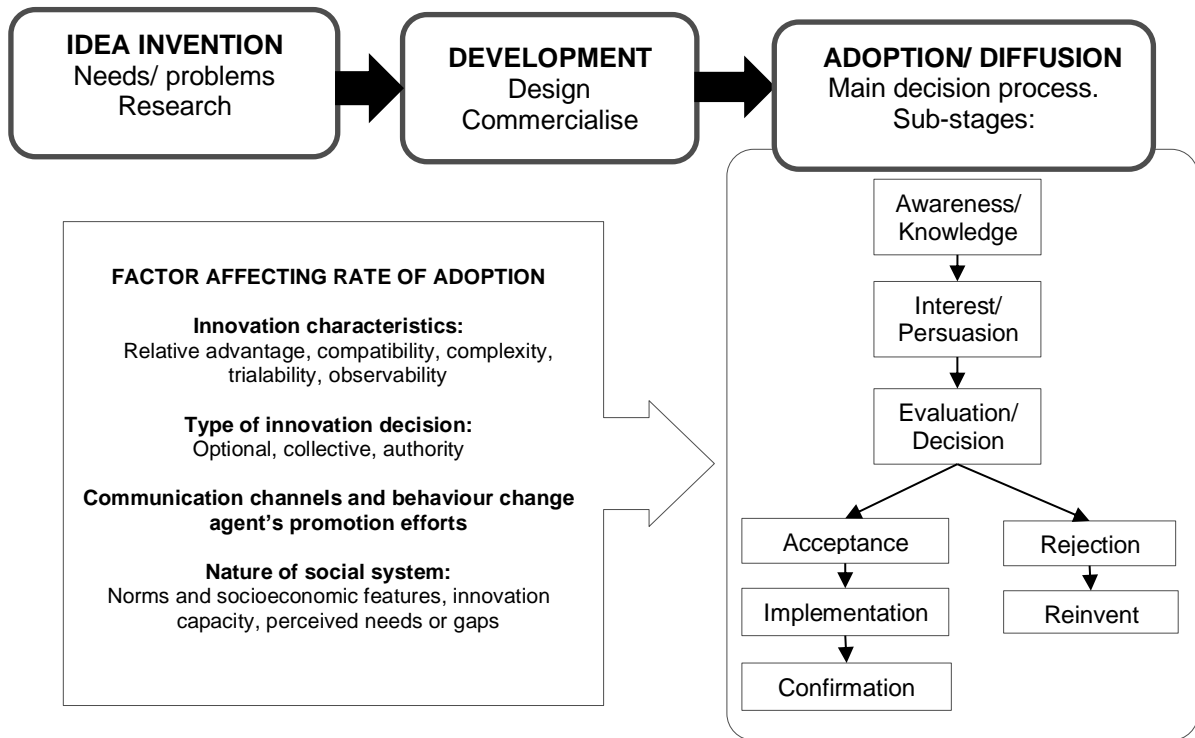 IDEA INVENTION
Needs/ problems
Research
DEVELOPMENT
Design
Commercialise
ADOPTION/ DIFFUSION
Main decision process.
Sub-stages:
FACTOR AFFECTING RATE OF ADOPTION
Innovation characteristics:
Relative advantage, compatibility, complexity,
trialability, observability
Type of innovation decision:
Optional, collective, authority
Communication channels and behaviour change
agent’s promotion efforts
Nature of social system:
Norms and socioeconomic features, innovation
capacity, perceived needs or gaps
Awareness/
Knowledge
Interest/
Persuasion
Evaluation/
Decision
Acceptance
Rejection
Implementation
Reinvent
Confirmation